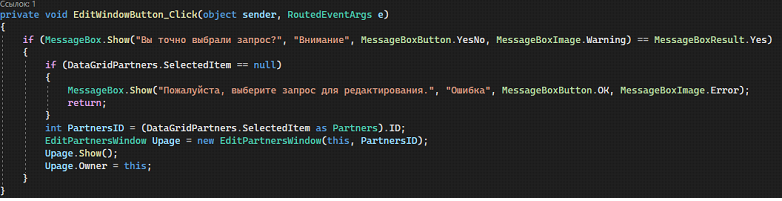 Ссылок: 1
private void EditWindowButton_Click(object sender, RoutedEventArgs e)
{
if (MessageBox.Show("Вы точно выбрали запрос?", "Внимание", MessageBoxButton.YesNo, MessageBoxImage.Warning) == MessageBoxResult.Yes)
{
if (DataGridPartners.SelectedItem == null)
{
MessageBox.Show("Пожалуйста, выберите запрос для редактирования.", "Ошибка", MessageBoxButton.OK, MessageBoxImage.Error);
return;
}
int PartnersID = (DataGridPartners.SelectedItem as Partners).ID;
EditPartnersWindow Upage = new EditPartnersWindow(this, PartnersID);
Upage.Show();
Upage.Owner = this;
}
}